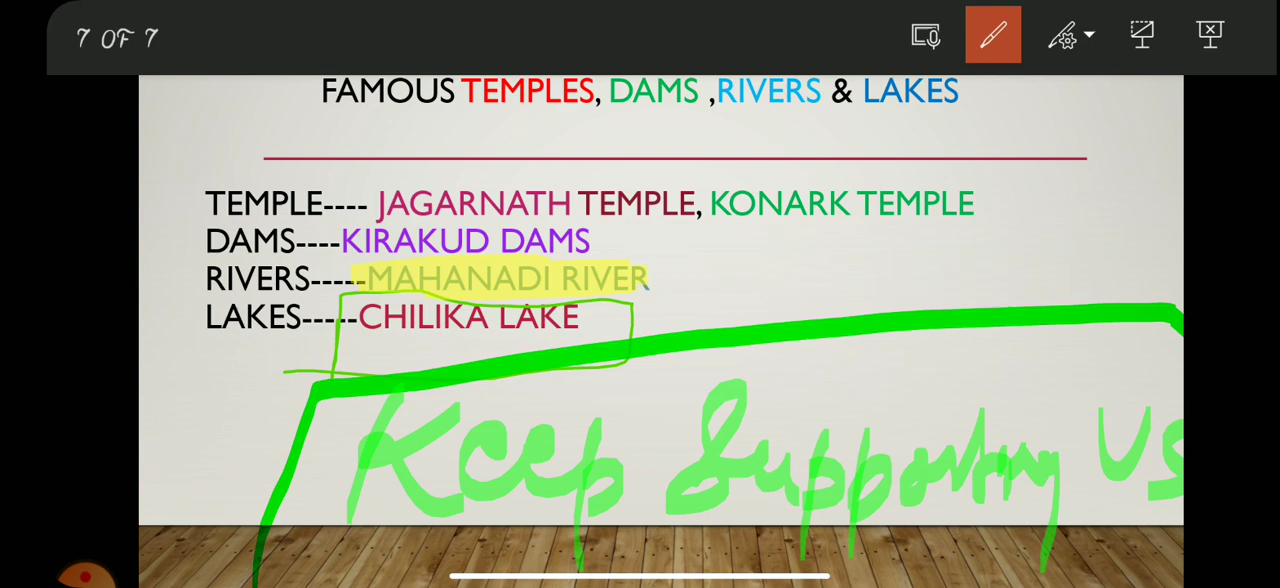 7 OF 7
FAMOUS TEMPLES, DAMS ,RIVERS & LAKES
TEMPLE---- JAGARNATH TEMPLE, KONARK TEMPLE
DAMS----KIRAKUD DAMS
RIVERS-----MAHANADI RIVER
LAKES-----CHILIKA LAKE
Keep Supporting US